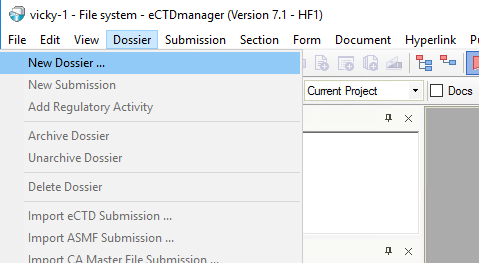 vicky-1 - File system - eCTDmanager (Version 7.1 - HF1)
File Edit View Dossier Submission Section Form Document Hyperlink
New Dossier ...
New Submission
Current Project Docs
Add Regulatory Activity
Archive Dossier
Unarchive Dossier
Delete Dossier
Import eCTD Submission ...
Import ASMF Submission ...
Import CA Master File Submission ...